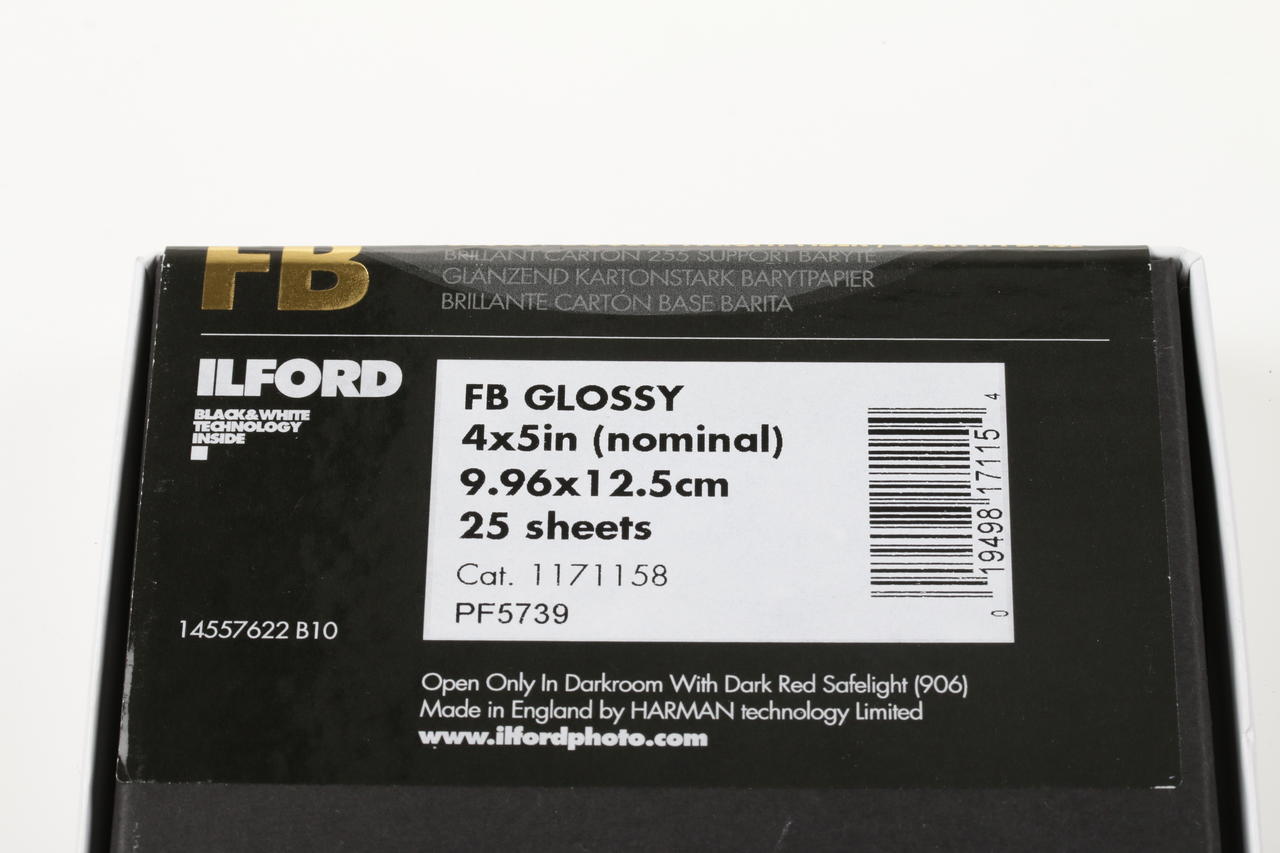 FB
BRILLANT CARTON 255 SUPPORT BARYTE
GLÄNZEND KARTONSTARK BARYTPAPIER
BRILLANTE CARTÓN BASE BARITA
ILFORD
BLACK & WHITE
TECHNOLOGY
INSIDE
FB GLOSSY
4x5in (nominal)
9.96x12.5cm
25 sheets
Cat. 1171158
PF5739
0 19498 17115 4
14557622 B10
Open Only In Darkroom With Dark Red Safelight (906)
Made in England by HARMAN technology Limited
www.ilfordphoto.com